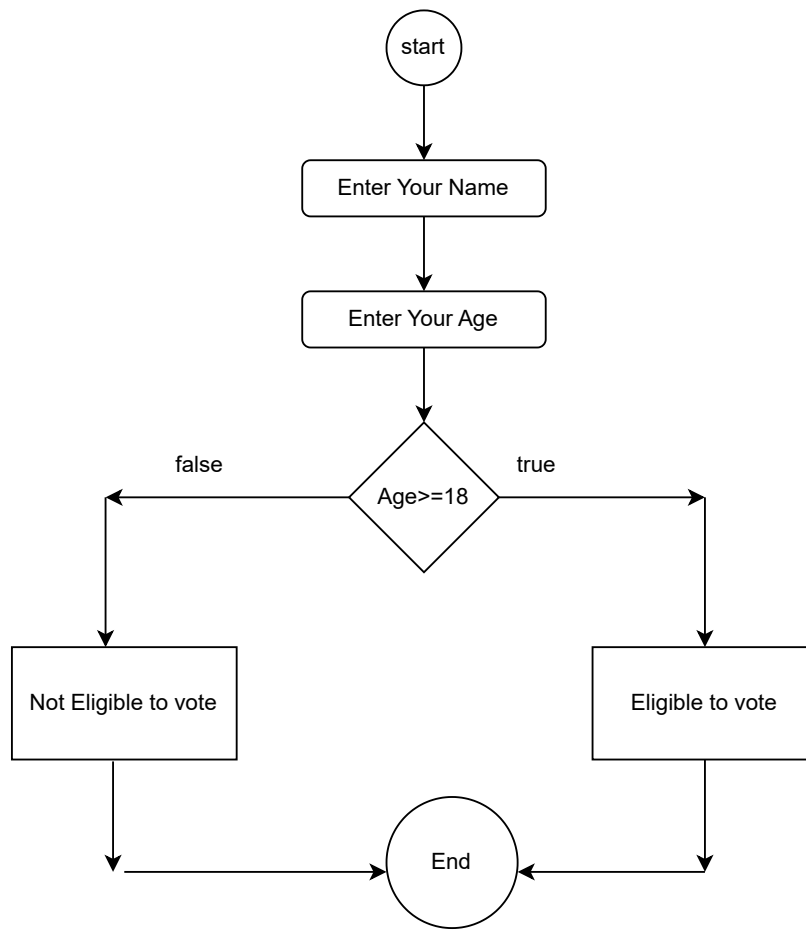 start
Enter Your Name
Enter Your Age
false
true
Age>=18
Not Eligible to vote
Eligible to vote
End